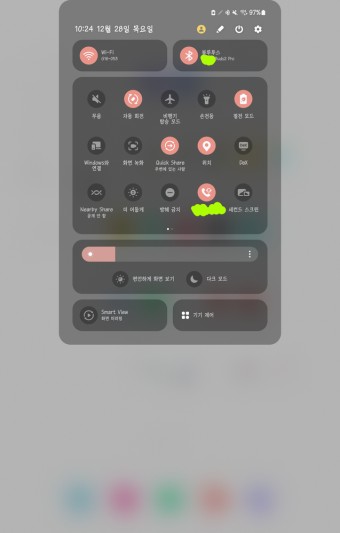 97%
10:24 12월 28일 목요일
Wi-Fi
블루투스
무음
자동 회전
비행기
탑승 모드
손전등
절전 모드
Windows와
연결
화면 녹화
Quick Share
주변에 있는 사람
위치
Dolby
Nearby Share
공유 안 함
더 어둡게
방해 금지
세컨드 스크린
편안하게 화면 보기
다크 모드
Smart View
화면 미러링
기기 제어